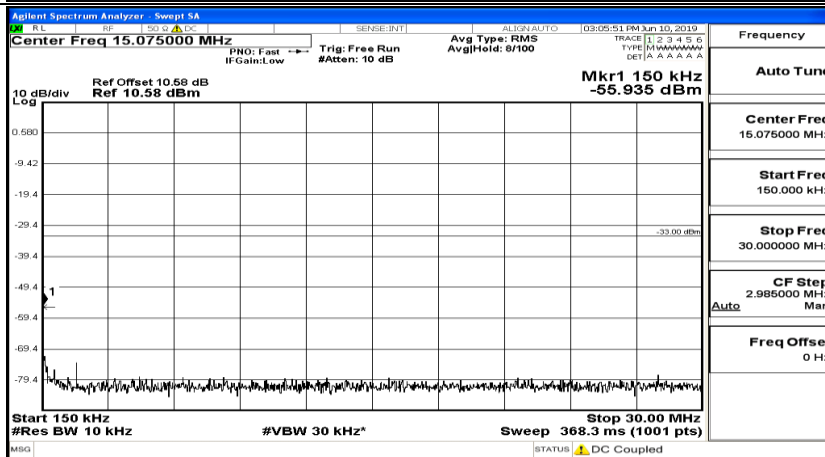 Agilent Spectrum Analyzer - Swept SA
LXI RL RF 50 Ω DC SENSE:INT ALIGN AUTO 03:05:51 PM Jun 10, 2019
Center Freq 15.075000 MHz
PNO: Fast
IFGain:Low
Trig: Free Run
#Atten: 10 dB
Avg Type: RMS
Avg|Hold: 8/100
TRACE 1 2 3 4 5 6
TYPE M WWWWW
DET A A A A A A
Ref Offset 10.58 dB
10 dB/div Ref 10.58 dBm
Log
Mkr1 150 kHz
-55.935 dBm
0.580
-9.42
-19.4
-29.4
-33.00 dBm
-39.4
-49.4
1
-59.4
-69.4
-79.4
Start 150 kHz
Stop 30.00 MHz
#Res BW 10 kHz
#VBW 30 kHz*
Sweep 368.3 ms (1001 pts)
MSG
STATUS DC Coupled
Frequency
Auto Tune
Center Freq
15.075000 MHz
Start Freq
150.000 kHz
Stop Freq
30.000000 MHz
CF Step
2.985000 MHz
Auto Man
Freq Offset
0 Hz